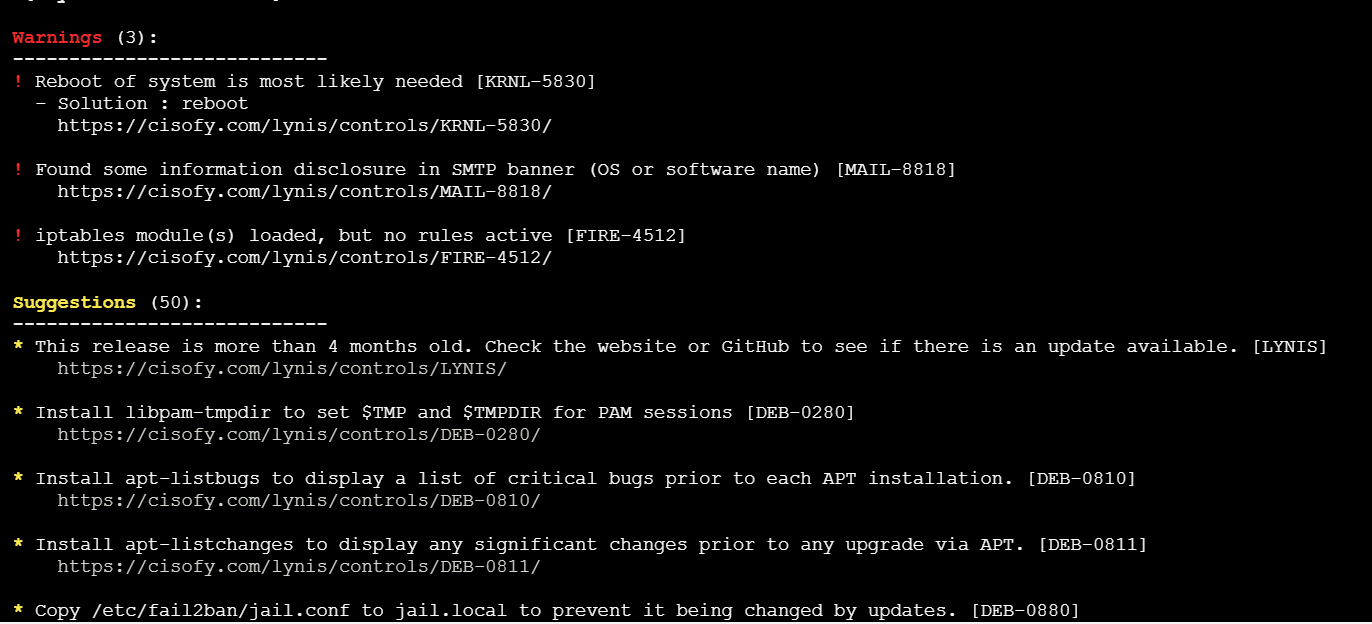 Warnings (3):
----------------------------
! Reboot of system is most likely needed [KRNL-5830]
- Solution : reboot
https://cisofy.com/lynis/controls/KRNL-5830/
! Found some information disclosure in SMTP banner (OS or software name) [MAIL-8818]
https://cisofy.com/lynis/controls/MAIL-8818/
! iptables module(s) loaded, but no rules active [FIRE-4512]
https://cisofy.com/lynis/controls/FIRE-4512/
Suggestions (50):
----------------------------
* This release is more than 4 months old. Check the website or GitHub to see if there is an update available. [LYNIS]
https://cisofy.com/lynis/controls/LYNIS/
* Install libpam-tmpdir to set $TMP and $TMPDIR for PAM sessions [DEB-0280]
https://cisofy.com/lynis/controls/DEB-0280/
* Install apt-listbugs to display a list of critical bugs prior to each APT installation. [DEB-0810]
https://cisofy.com/lynis/controls/DEB-0810/
* Install apt-listchanges to display any significant changes prior to any upgrade via APT. [DEB-0811]
https://cisofy.com/lynis/controls/DEB-0811/
* Copy /etc/fail2ban/jail.conf to jail.local to prevent it being changed by updates. [DEB-0880]